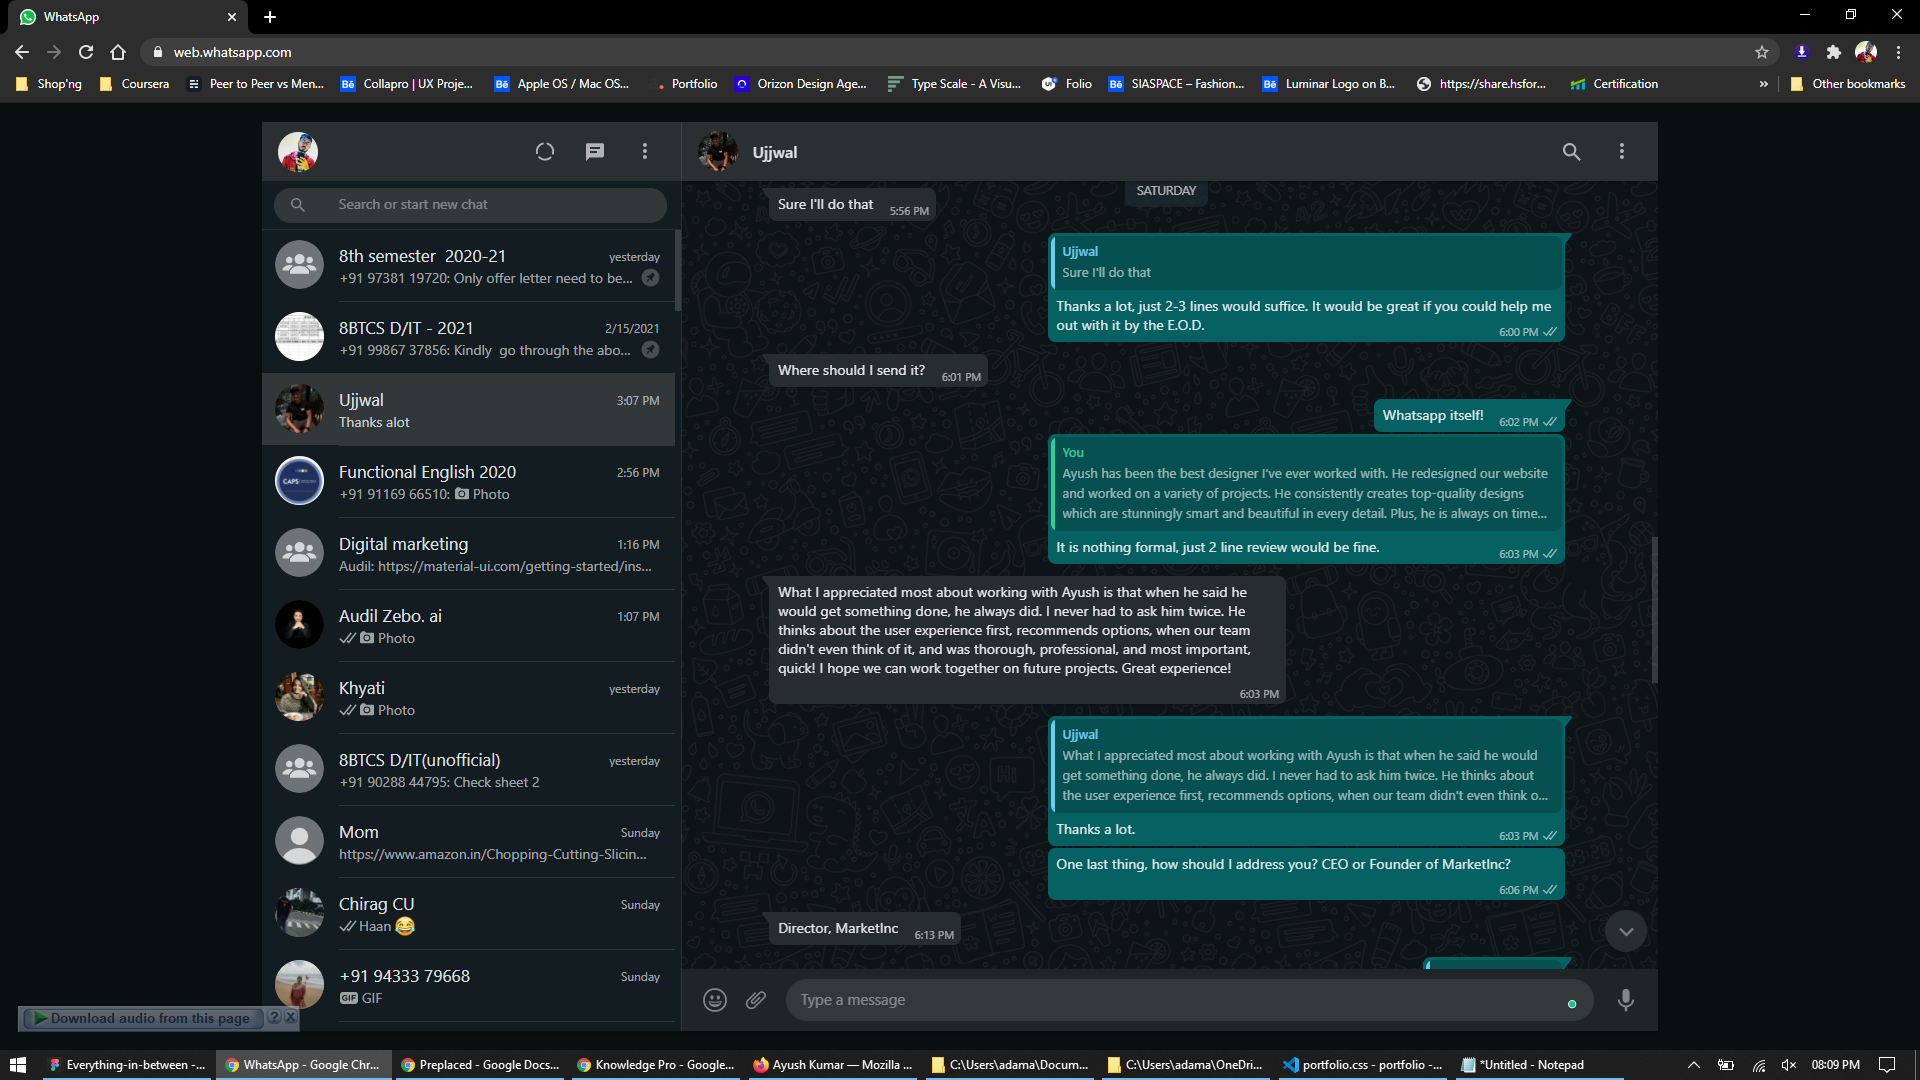 WhatsApp
web.whatsapp.com
Shop'ng
Coursera
Peer to Peer vs Men...
Bē
Collapro | UX Proje...
Bē
Apple OS / Mac OS...
Portfolio
Orizon Design Age...
Type Scale - A Visu...
Folio
Bē
SIASPACE – Fashion...
Bē
Luminar Logo on B...
https://share.hsfor...
Certification
»
Other bookmarks
Search or start new chat
8th semester 2020-21
yesterday
+91 97381 19720: Only offer letter need to be...
8BTCS D/IT - 2021
2/15/2021
+91 99867 37856: Kindly go through the abo...
Ujjwal
3:07 PM
Thanks alot
CAPS
Functional English 2020
2:56 PM
+91 91169 66510: Photo
Digital marketing
1:16 PM
Audil: https://material-ui.com/getting-started/ins...
Audil Zebo. ai
1:07 PM
Photo
Khyati
yesterday
Photo
8BTCS D/IT(unofficial)
yesterday
+91 90288 44795: Check sheet 2
Mom
Sunday
https://www.amazon.in/Chopping-Cutting-Slicin...
Chirag CU
Sunday
Haan 😂
+91 94333 79668
Sunday
GIF GIF
Ujjwal
SATURDAY
Sure I'll do that
5:56 PM
Ujjwal
Sure I'll do that
Thanks a lot, just 2-3 lines would suffice. It would be great if you could help me
out with it by the E.O.D.
6:00 PM
Where should I send it?
6:01 PM
Whatsapp itself!
6:02 PM
You
Ayush has been the best designer I've ever worked with. He redesigned our website
and worked on a variety of projects. He consistently creates top-quality designs
which are stunningly smart and beautiful in every detail. Plus, he is always on time...
It is nothing formal, just 2 line review would be fine.
6:03 PM
What I appreciated most about working with Ayush is that when he said he
would get something done, he always did. I never had to ask him twice. He
thinks about the user experience first, recommends options, when our team
didn't even think of it, and was thorough, professional, and most important,
quick! I hope we can work together on future projects. Great experience!
6:03 PM
Ujjwal
What I appreciated most about working with Ayush is that when he said he would
get something done, he always did. I never had to ask him twice. He thinks about
the user experience first, recommends options, when our team didn't even think o...
Thanks a lot.
6:03 PM
One last thing, how should I address you? CEO or Founder of MarketInc?
6:06 PM
Director, MarketInc
6:13 PM
Type a message
Download audio from this page
?
Everything-in-between -...
WhatsApp - Google Chr...
Preplaced - Google Docs...
Knowledge Pro - Google...
Ayush Kumar — Mozilla ...
C:\Users\adama\Docum...
C:\Users\adama\OneDri...
portfolio.css - portfolio -...
*Untitled - Notepad
08:09 PM